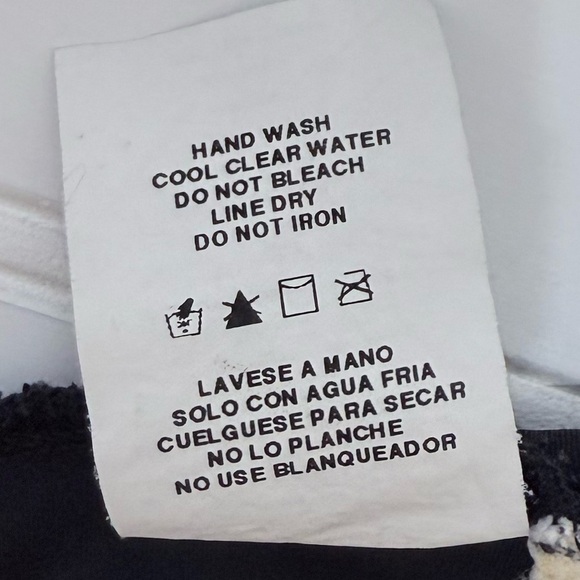 HAND WASH
COOL CLEAR WATER
DO NOT BLEACH
LINE DRY
DO NOT IRON
LAVESE A MANO
SOLO CON AGUA FRIA
CUELGUESE PARA SECAR
NO LO PLANCHE
NO USE BLANQUEADOR